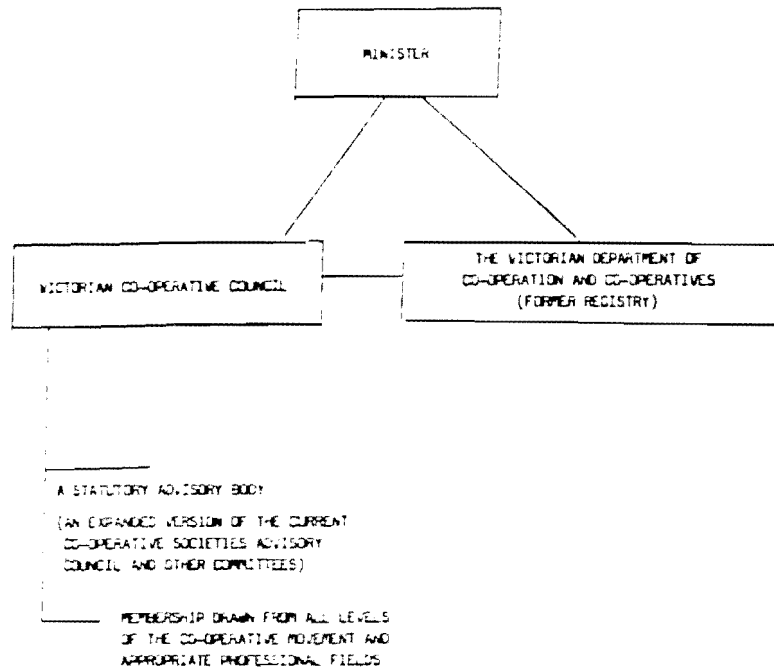 MINISTER
VICTORIAN CO-OPERATIVE COUNCIL
THE VICTORIAN DEPARTMENT OF
CO-OPERATION AND CO-OPERATIVES
(FORMER REGISTRY)
A STATUTORY ADVISORY BODY
(AN EXPANDED VERSION OF THE CURRENT
CO-OPERATIVE SOCIETIES ADVISORY
COUNCIL AND OTHER COMMITTEES)
MEMBERSHIP DRAWN FROM ALL LEVELS
OF THE CO-OPERATIVE MOVEMENT AND
APPROPRIATE PROFESSIONAL FIELDS